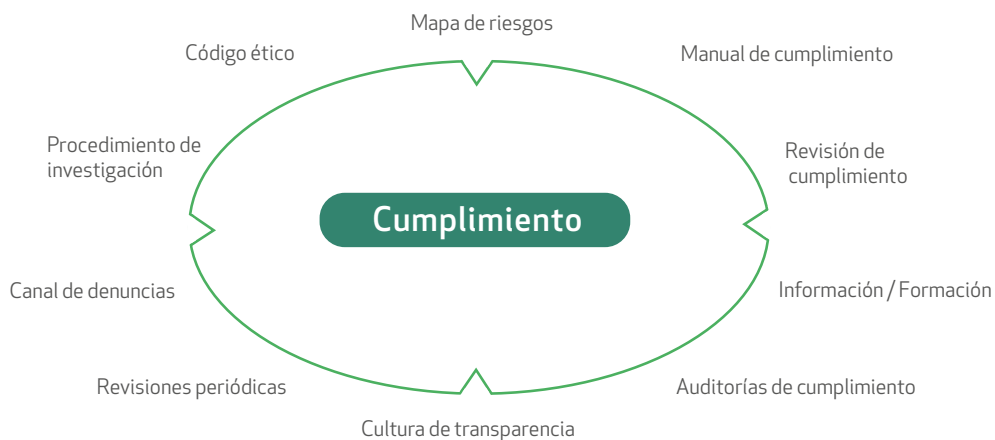 Mapa de riesgos
Código ético
Manual de cumplimiento
Procedimiento de
investigación
Revisión de
cumplimiento
Cumplimiento
Canal de denuncias
Información / Formación
Revisiones periódicas
Auditorías de cumplimiento
Cultura de transparencia